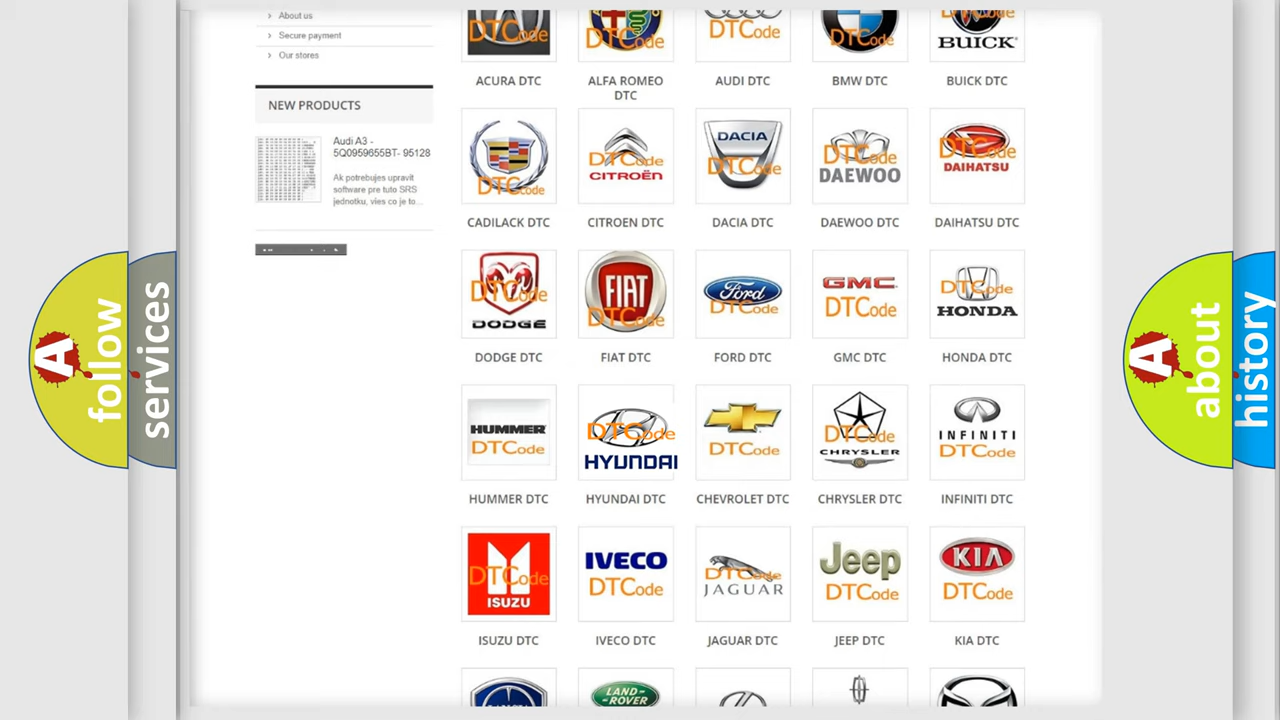 About us
Secure payment
Our stores
NEW PRODUCTS
Audi A3 -
5Q0959655BT- 95128
Ak potrebujes upravit
software pre tuto SRS
jednotku, vies co je to...
A
follow
services
A
about
history
DTCode
DTCode
DTCode
DTCode
BUICK
ACURA DTC
ALFA ROMEO
DTC
AUDI DTC
BMW DTC
BUICK DTC
DTCode
DTCode
CITROËN
DACIA
DTCode
DTCode
DAEWOO
DTCode
DAIHATSU
CADILACK DTC
CITROEN DTC
DACIA DTC
DAEWOO DTC
DAIHATSU DTC
DTCode
DODGE
FIAT
DTCode
Ford
DTCode
GMC
DTCode
DTCode
HONDA
DODGE DTC
FIAT DTC
FORD DTC
GMC DTC
HONDA DTC
HUMMER
DTCode
DTCode
HYUNDAI
DTCode
DTCode
CHRYSLER
INFINITI
DTCode
HUMMER DTC
HYUNDAI DTC
CHEVROLET DTC
CHRYSLER DTC
INFINITI DTC
DTCode
ISUZU
IVECO
DTCode
DTCode
JAGUAR
Jeep
DTCode
KIA
DTCode
ISUZU DTC
IVECO DTC
JAGUAR DTC
JEEP DTC
KIA DTC
LAND-
ROVER